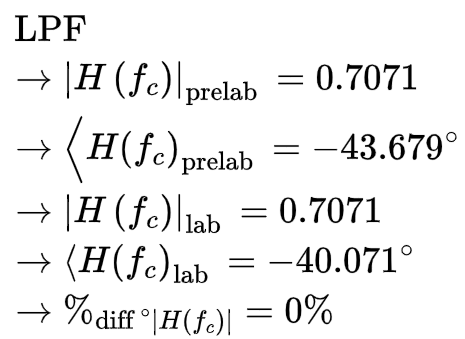 LPF
→ |H (f_c)|_prelab = 0.7071
→ ⟨H(f_c)_prelab = −43.679°
→ |H (f_c)|_lab = 0.7071
→ ⟨H(f_c)_lab = −40.071°
→ %_diff °|H(f_c)| = 0%